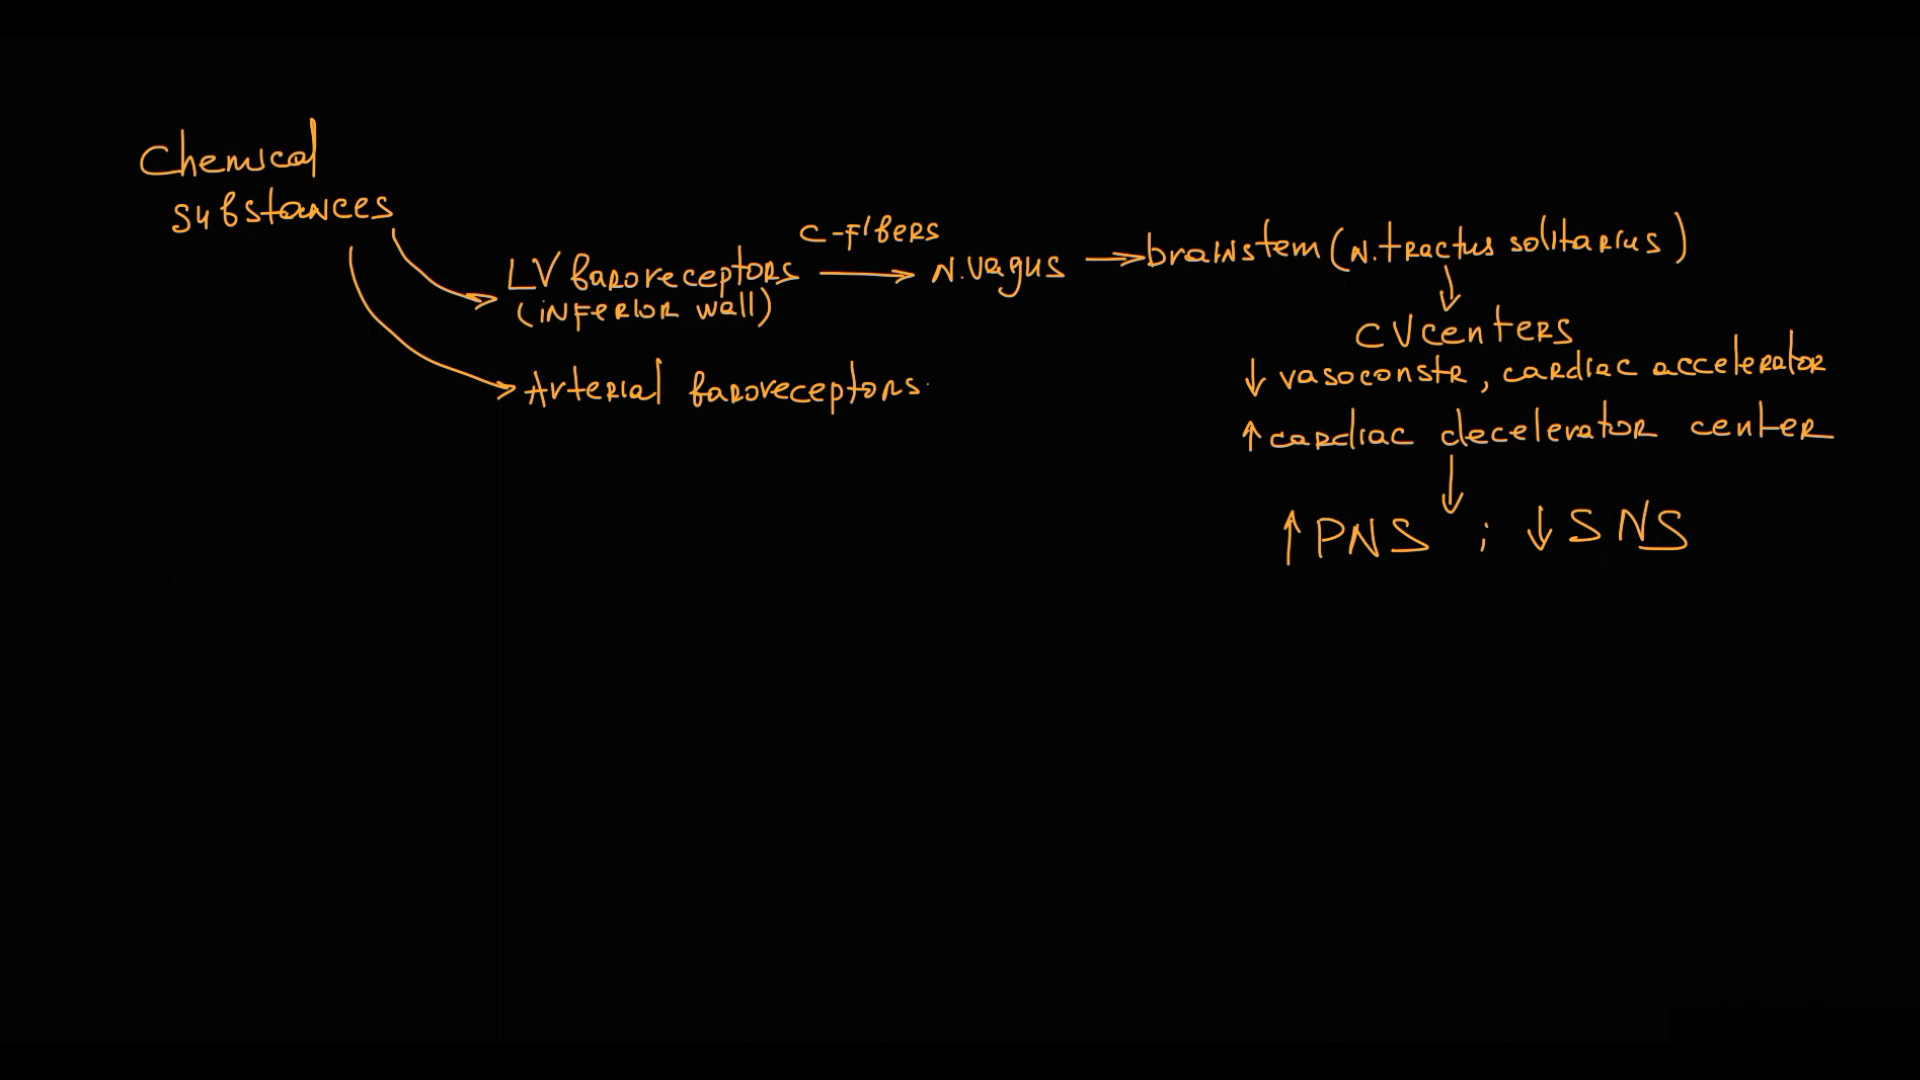 Chemical
substances
C-fibers
LV baroreceptors → N.vagus → brainstem (N.tractus solitarius)
(inferior wall)
↓
CV centers
↓ vasoconstr, cardiac accelerator
→ Arterial baroreceptors
↑ cardiac decelerator center
↓
↑ PNS ; ↓ SNS